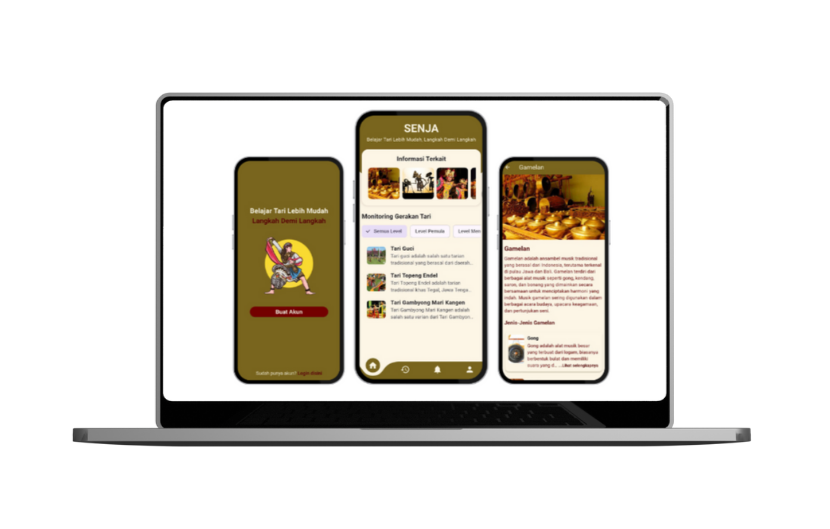 Belajar Tari Lebih Mudah
Langkah Demi Langkah
Buat Akun
Sudah punya akun? Login disini
SENJA
Belajar Tari Lebih Mudah, Langkah Demi Langkah
Informasi Terkait
Monitoring Gerakan Tari
Semua Level
Level Pemula
Level Men
Tari Guci
Tari guci adalah salah satu tarian
tradisional yang berasal dari daerah...
Tari Topeng Endel
Tari Topeng Endel adalah tarian
tradisional khas Tegal, Jawa Tenga...
Tari Gambyong Mari Kangen
Tari Gambyong Mari Kangen adalah
salah satu varian dari Tari Gambyon...
Gamelan
Gamelan
Gamelan adalah ansambel musik tradisional
yang berasal dari Indonesia, terutama terkenal
di pulau Jawa dan Bali. Gamelan terdiri dari
berbagai alat musik seperti gong, kendang,
saron, dan bonang yang dimainkan secara
bersamaan untuk menciptakan harmoni yang
indah. Musik gamelan sering digunakan dalam
berbagai acara budaya, upacara keagamaan,
dan pertunjukan seni.
Jenis-Jenis Gamelan
Gong
Gong adalah alat musik besar
yang terbuat dari logam, biasanya
berbentuk bulat dan memiliki
suara yang d... Lihat selengkapnya